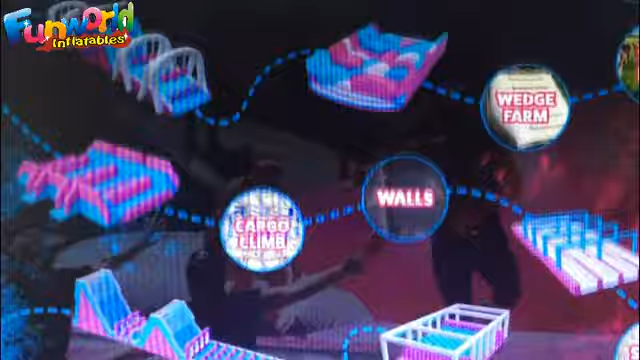 Funworld
Inflatables
WEDGE
FARM
WALLS
CARGO
CLIMB